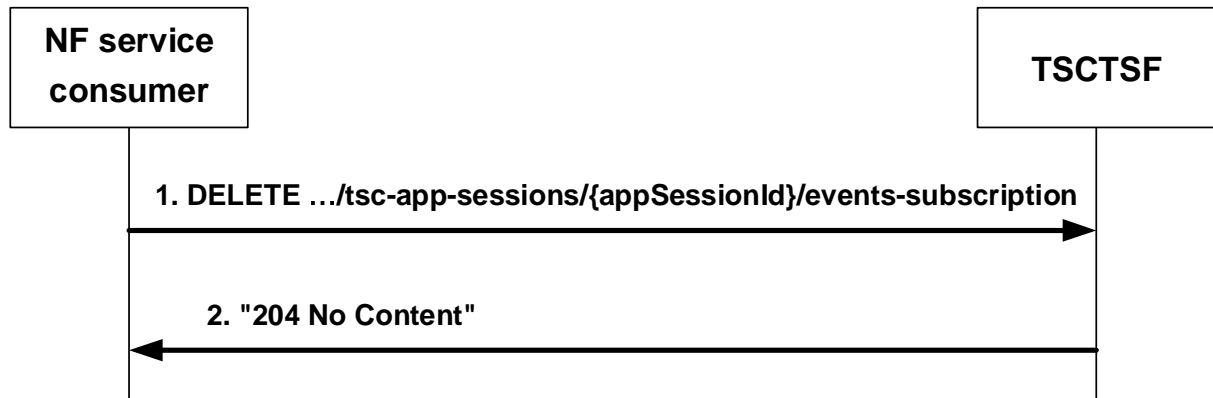 NF service
consumer
TSCTSF
1. DELETE …/tsc-app-sessions/{appSessionId}/events-subscription
2. "204 No Content"